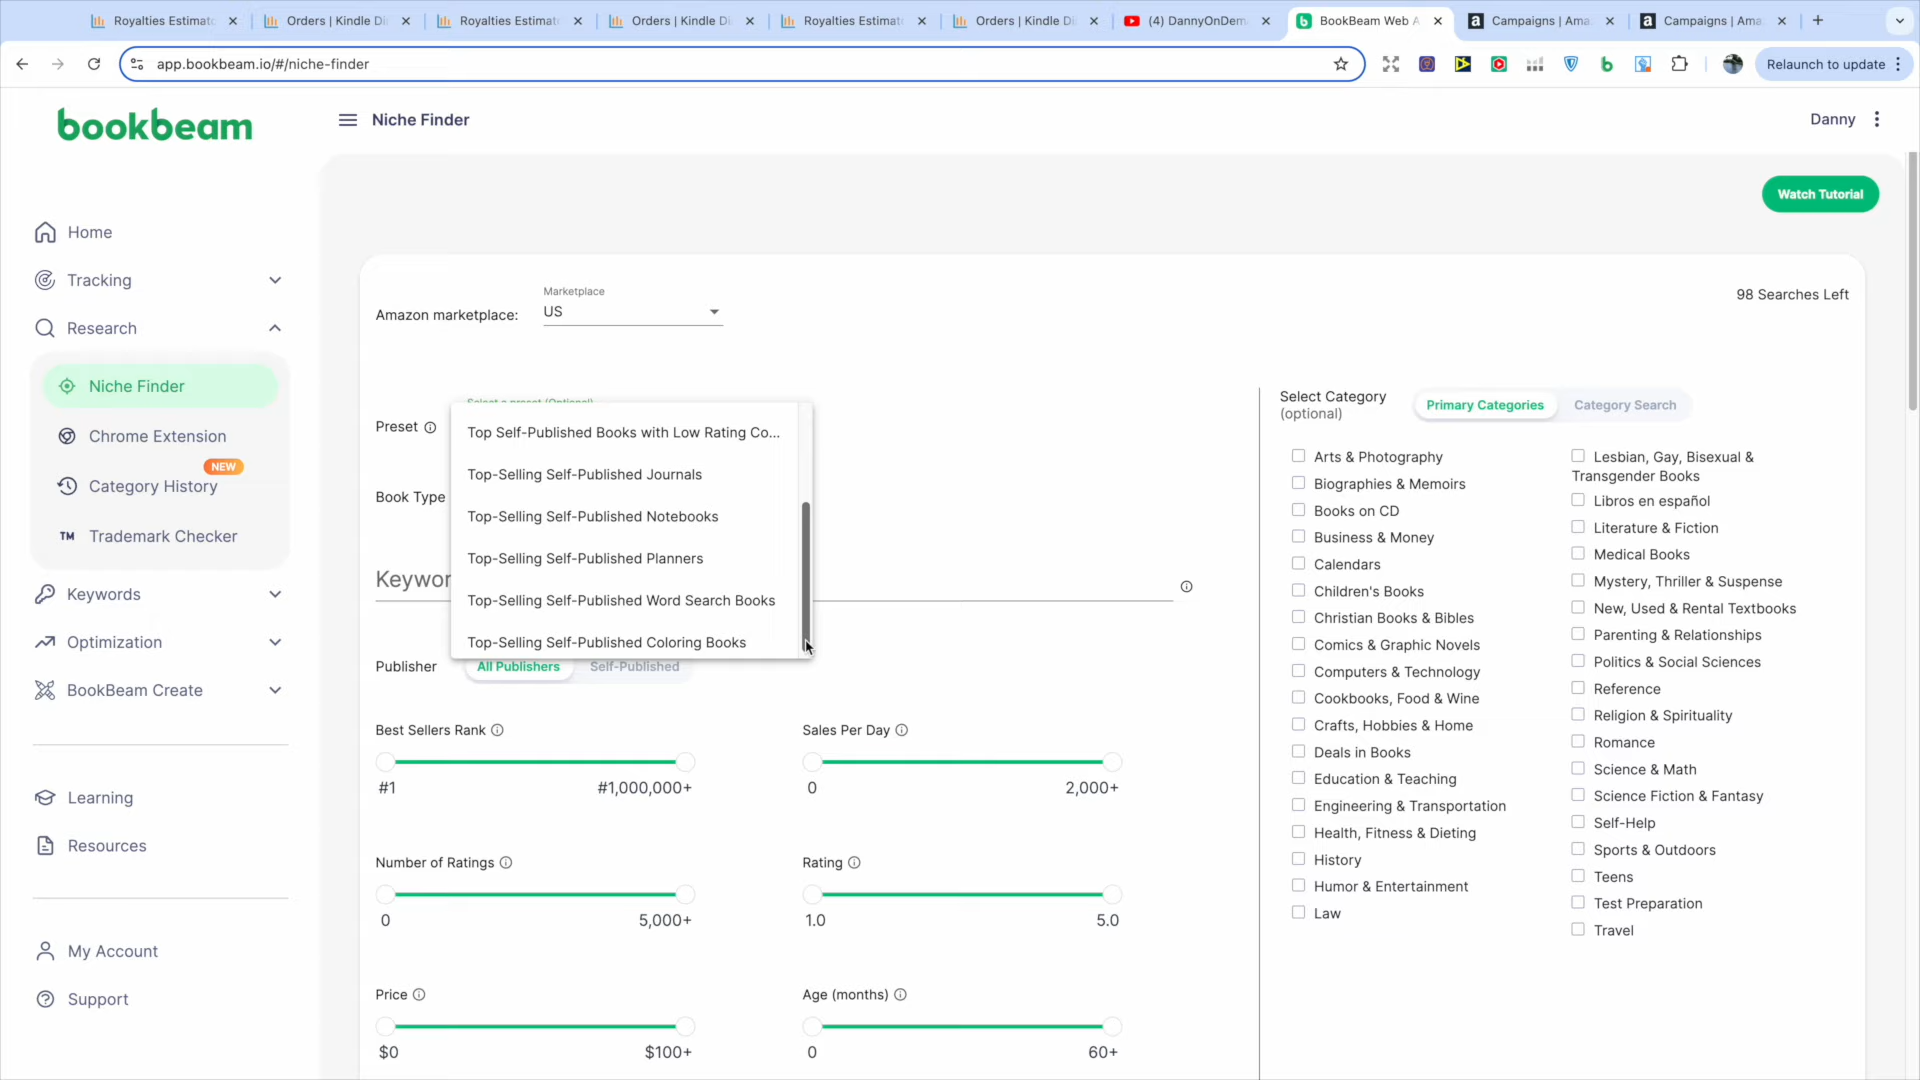 Royalties Estimat
Orders | Kindle Di
Royalties Estimat
Orders | Kindle Di
Royalties Estimat
Orders | Kindle Di
(4) DannyOnDem
BookBeam Web A
Campaigns | Ama
Campaigns | Ama
app.bookbeam.io/#/niche-finder
Relaunch to update
bookbeam
Niche Finder
Danny
Watch Tutorial
Home
Tracking
Research
Niche Finder
Chrome Extension
NEW
Category History
TM Trademark Checker
Keywords
Optimization
BookBeam Create
Learning
Resources
My Account
Support
Amazon marketplace:
Marketplace
US
98 Searches Left
Preset
Select a preset (Optional)
Top Self-Published Books with Low Rating Co...
Top-Selling Self-Published Journals
Top-Selling Self-Published Notebooks
Top-Selling Self-Published Planners
Top-Selling Self-Published Word Search Books
Top-Selling Self-Published Coloring Books
Book Type
Keywor
Publisher
All Publishers
Self-Published
Best Sellers Rank
#1
#1,000,000+
Sales Per Day
0
2,000+
Number of Ratings
0
5,000+
Rating
1.0
5.0
Price
$0
$100+
Age (months)
0
60+
Select Category
(optional)
Primary Categories
Category Search
Arts & Photography
Biographies & Memoirs
Books on CD
Business & Money
Calendars
Children's Books
Christian Books & Bibles
Comics & Graphic Novels
Computers & Technology
Cookbooks, Food & Wine
Crafts, Hobbies & Home
Deals in Books
Education & Teaching
Engineering & Transportation
Health, Fitness & Dieting
History
Humor & Entertainment
Law
Lesbian, Gay, Bisexual &
Transgender Books
Libros en español
Literature & Fiction
Medical Books
Mystery, Thriller & Suspense
New, Used & Rental Textbooks
Parenting & Relationships
Politics & Social Sciences
Reference
Religion & Spirituality
Romance
Science & Math
Science Fiction & Fantasy
Self-Help
Sports & Outdoors
Teens
Test Preparation
Travel